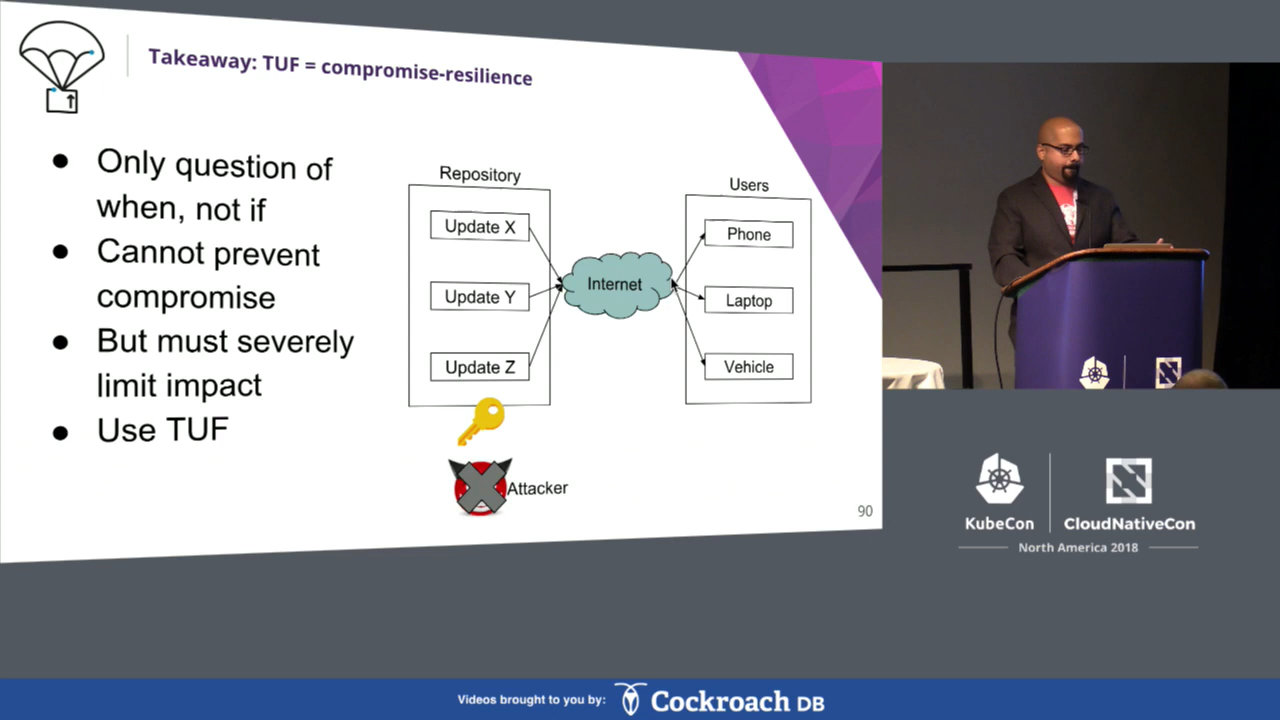 Takeaway: TUF = compromise-resilience
Only question of
when, not if
Cannot prevent
compromise
But must severely
limit impact
Use TUF
Repository
Update X
Update Y
Update Z
Internet
Users
Phone
Laptop
Vehicle
Attacker
90
KubeCon
CloudNativeCon
North America 2018
Videos brought to you by:
Cockroach DB